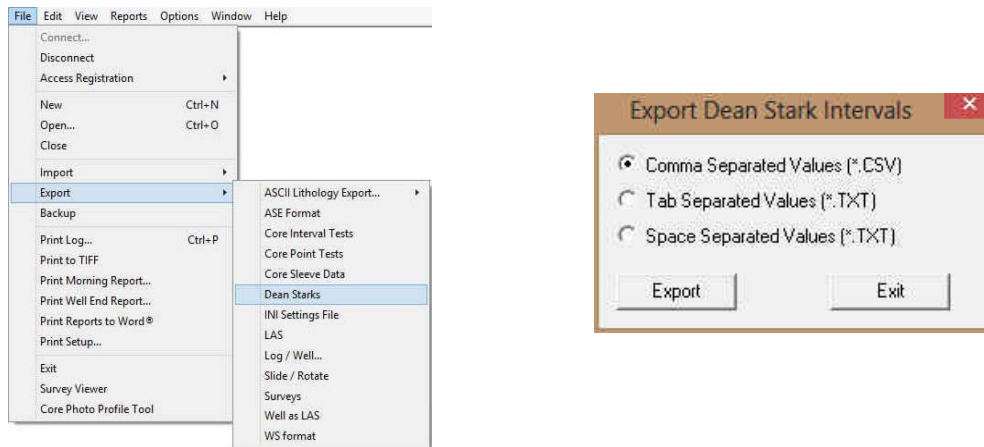 File Edit View Reports Options Window Help
Connect...
Disconnect
Access Registration
New Ctrl+N
Open... Ctrl+O
Close
Import
Export
Backup
Print Log... Ctrl+P
Print to TIFF
Print Morning Report...
Print Well End Report...
Print Reports to Word®
Print Setup...
Exit
Survey Viewer
Core Photo Profile Tool
ASCII Lithology Export...
ASE Format
Core Interval Tests
Core Point Tests
Core Sleeve Data
Dean Starks
INI Settings File
LAS
Log / Well...
Slide / Rotate
Surveys
Well as LAS
WS format
Export Dean Stark Intervals
Comma Separated Values (*.CSV)
Tab Separated Values (*.TXT)
Space Separated Values (*.TXT)
Export Exit